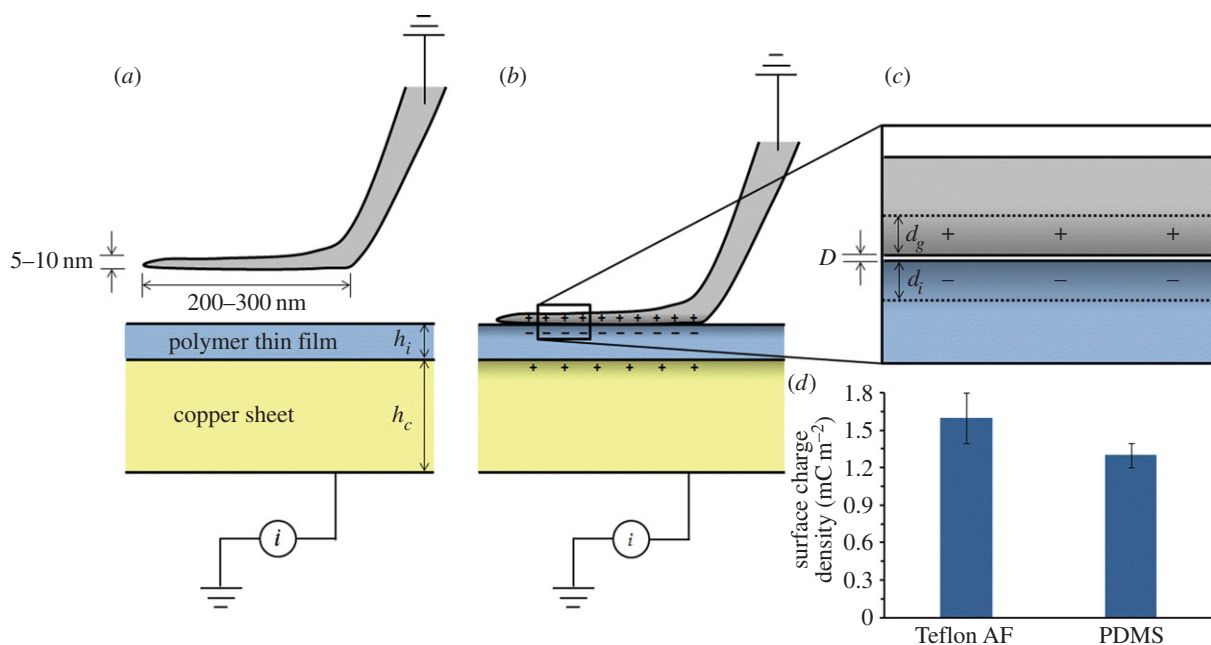 (a)
5–10 nm
200–300 nm
polymer thin film
h_i
copper sheet
h_c
i
(b)
+ + + + + + + + +
– – – – – – – – –
+ + + + + +
i
(c)
d_g + + +
D
d_i – – –
(d)
surface charge
density (mC m⁻²)
1.8
1.5
1.2
0.9
0.6
0.3
0
Teflon AF PDMS